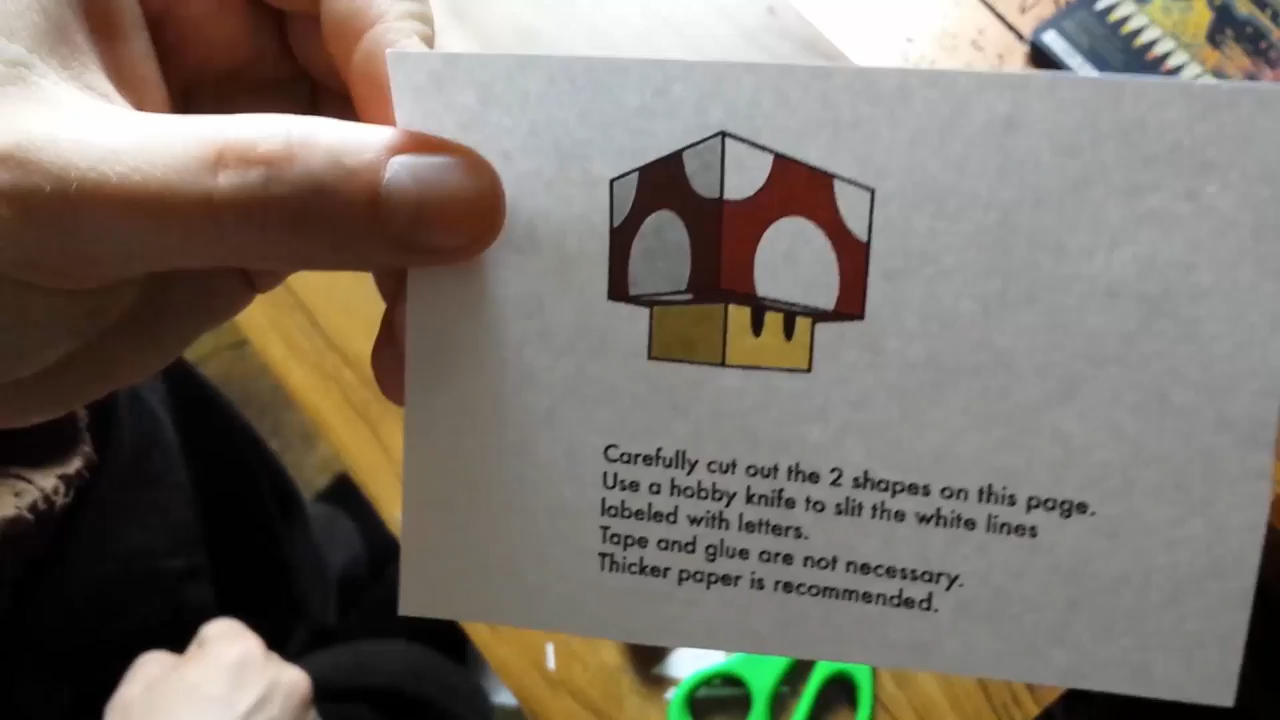 Carefully cut out the 2 shapes on this page.
Use a hobby knife to slit the white lines
labeled with letters.
Tape and glue are not necessary.
Thicker paper is recommended.